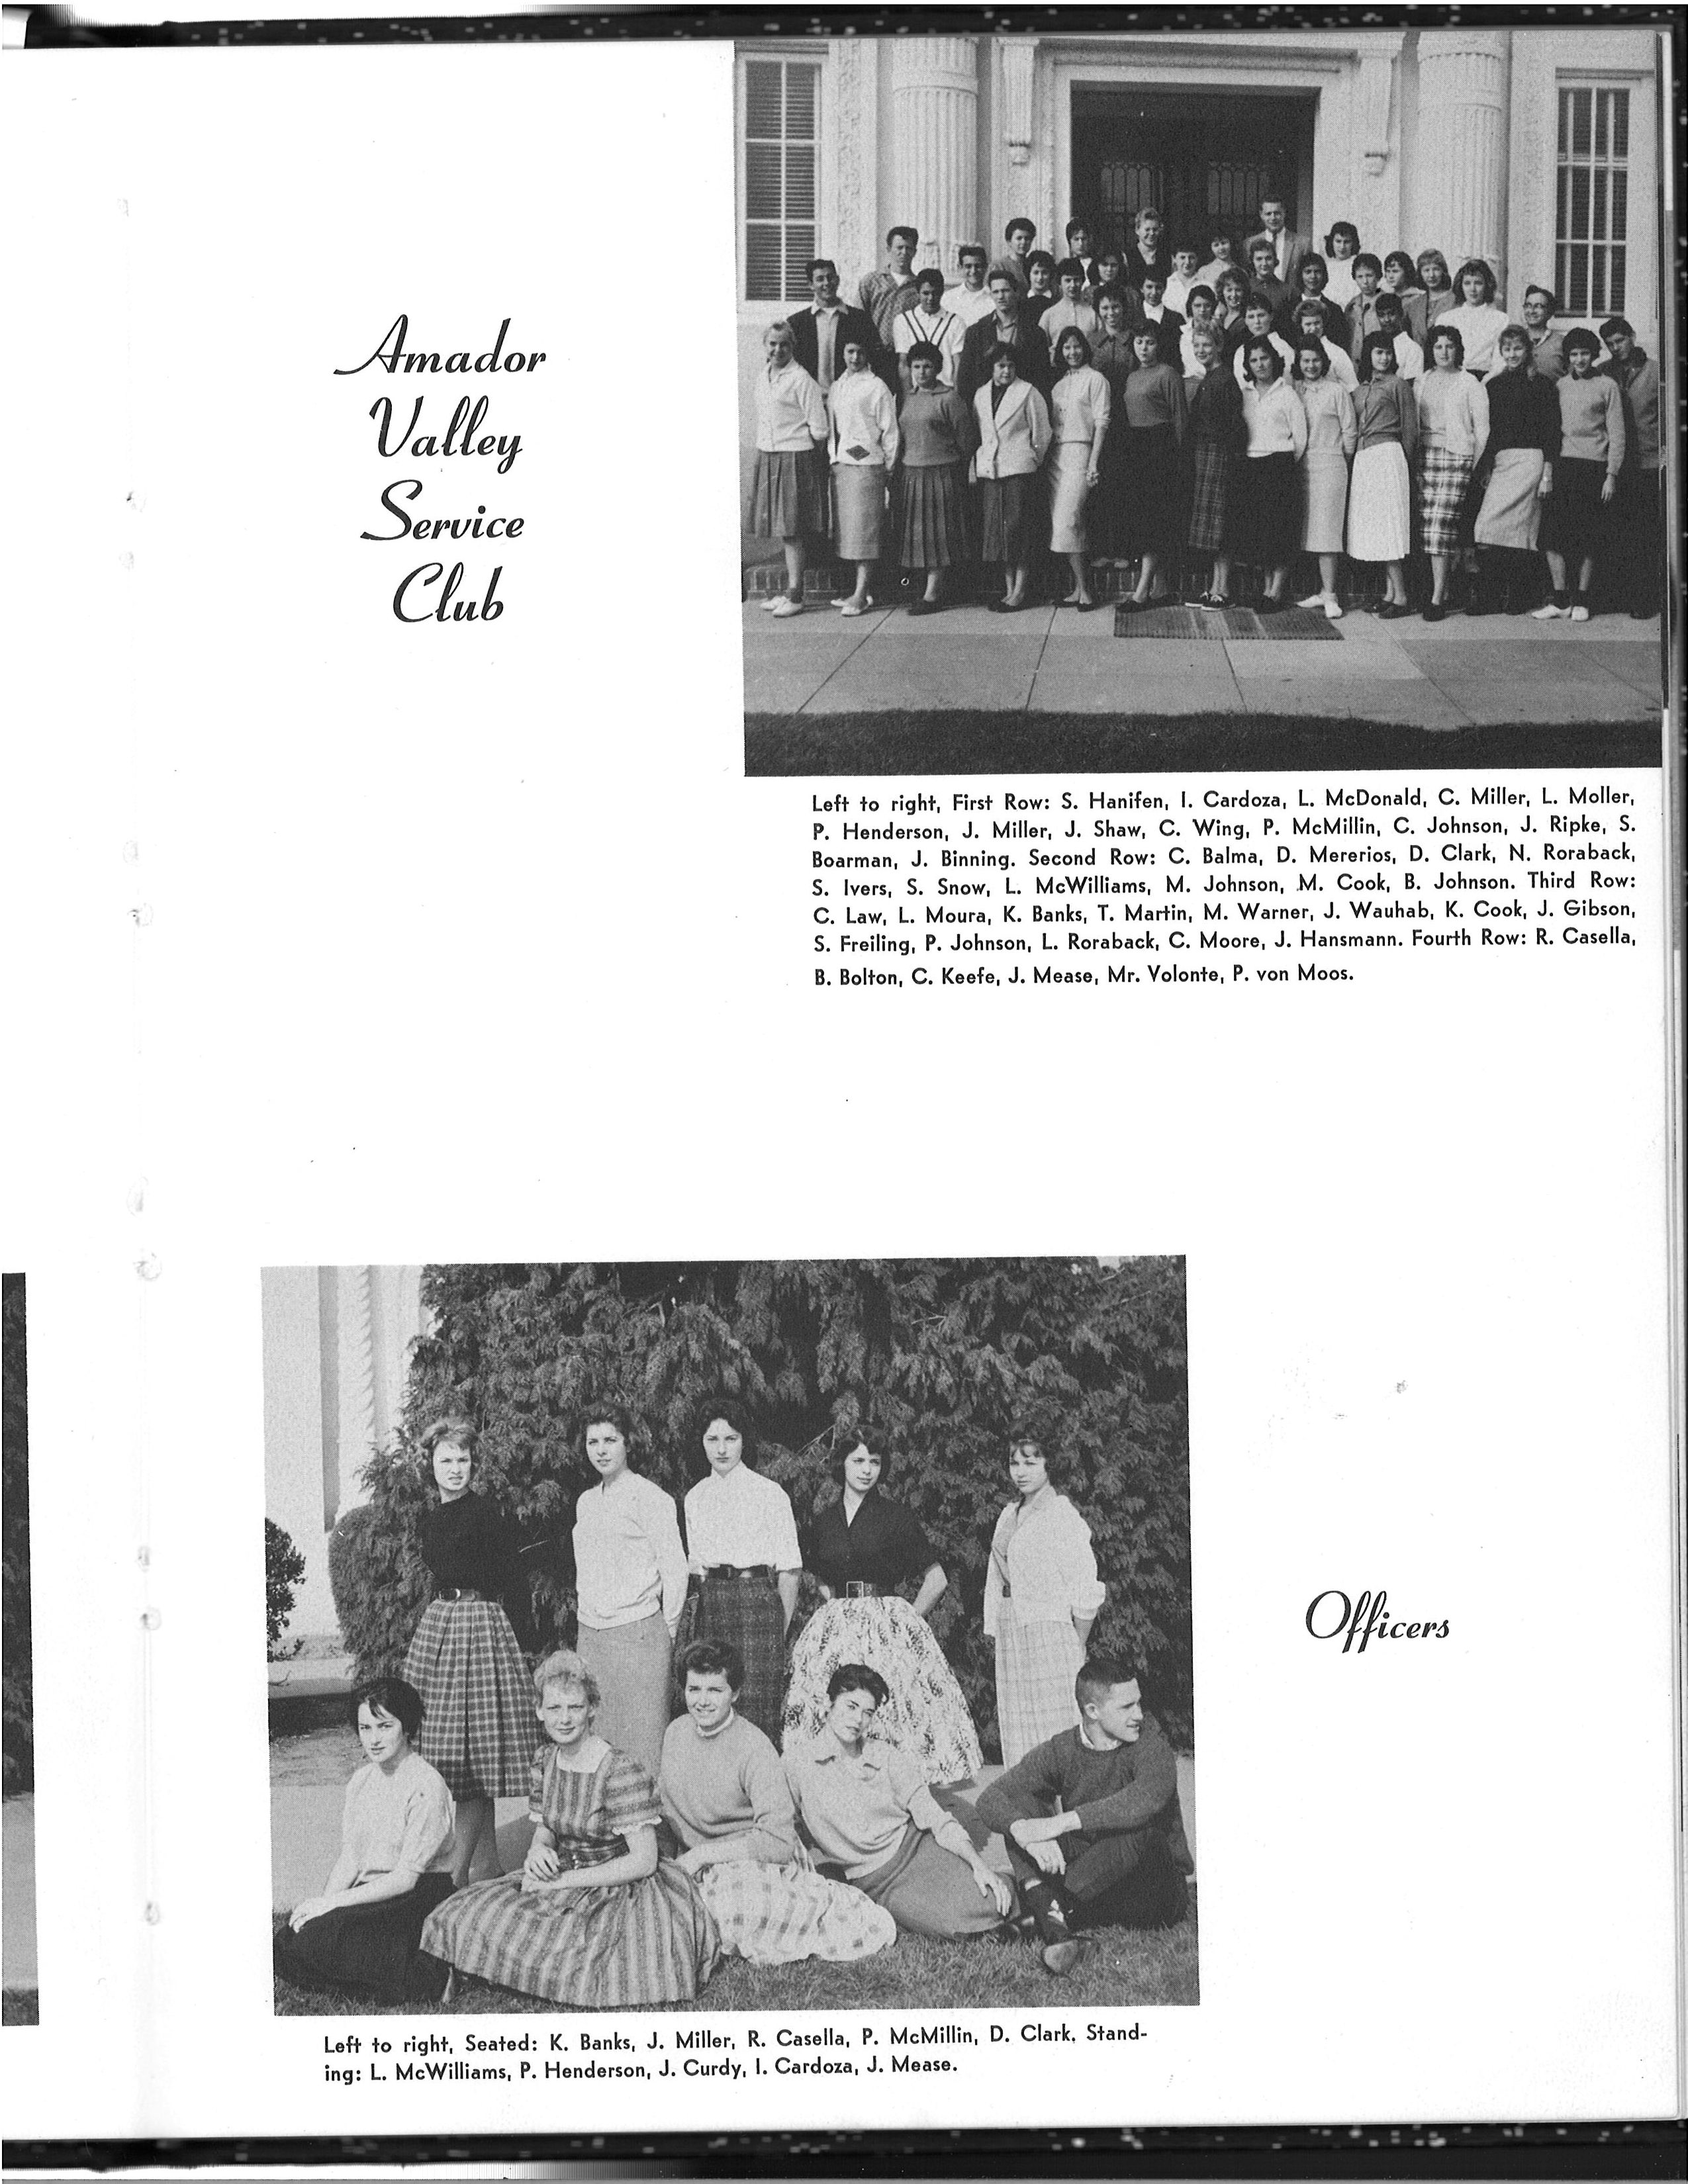 Amador
Valley
Service
Club
Left to right, First Row: S. Hanifen, I. Cardoza, L. McDonald, C. Miller, L. Moller,
P. Henderson, J. Miller, J. Shaw, C. Wing, P. McMillin, C. Johnson, J. Ripke, S.
Boarman, J. Binning. Second Row: C. Balma, D. Mererios, D. Clark, N. Roraback,
S. Ivers, S. Snow, L. McWilliams, M. Johnson, M. Cook, B. Johnson. Third Row:
C. Law, L. Moura, K. Banks, T. Martin, M. Warner, J. Wauhab, K. Cook, J. Gibson,
S. Freiling, P. Johnson, L. Roraback, C. Moore, J. Hansmann. Fourth Row: R. Casella,
B. Bolton, C. Keefe, J. Mease, Mr. Volonte, P. von Moos.
Officers
Left to right, Seated: K. Banks, J. Miller, R. Casella, P. McMillin, D. Clark. Stand-
ing: L. McWilliams, P. Henderson, J. Curdy, I. Cardoza, J. Mease.